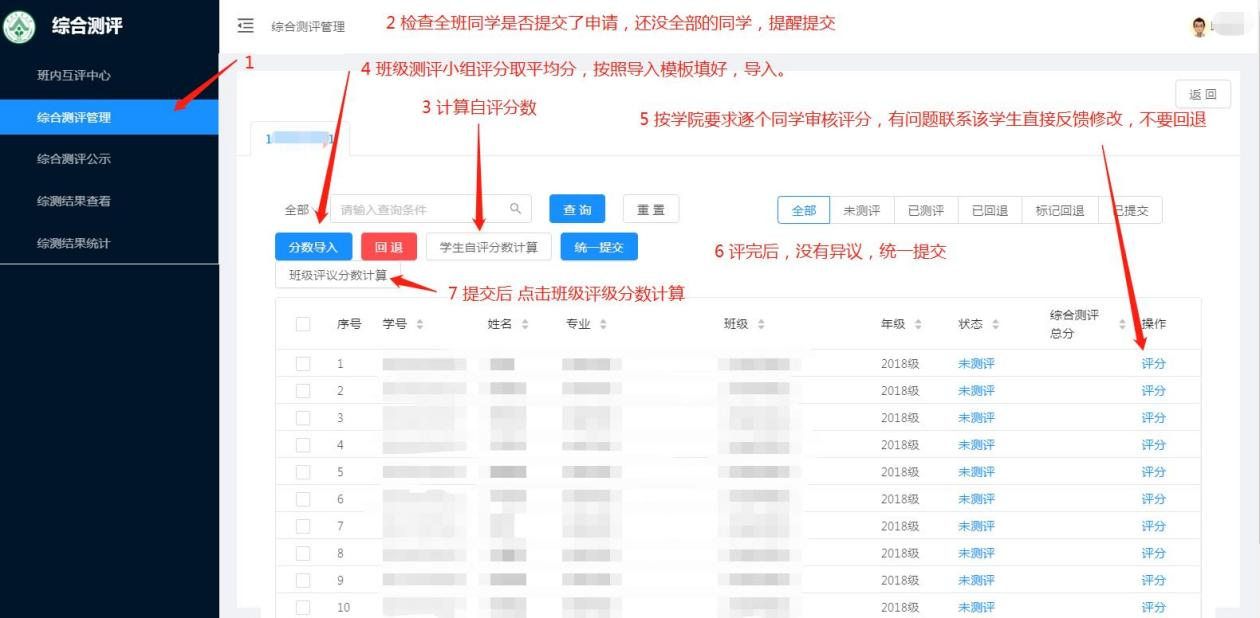 综合测评
综合测评管理
2 检查全班同学是否提交了申请，还没全部的同学，提醒提交
班内互评中心
1
4 班级测评小组评分取平均分，按照导入模板填好，导入。
返 回
综合测评管理
3 计算自评分数
5 按学院要求逐个同学审核评分，有问题联系该学生直接反馈修改，不要回退
综合测评公示
综测结果查看
全部 请输入查询条件 查 询 重 置 全部 未测评 已测评 已回退 标记回退 已提交
综测结果统计
分数导入 回 退 学生自评分数计算 统一提交
6 评完后，没有异议，统一提交
班级评议分数计算
7 提交后 点击班级评级分数计算
序号 学号 姓名 专业 班级 年级 状态 综合测评总分 操作
1 2018级 未测评 评分
2 2018级 未测评 评分
3 2018级 未测评 评分
4 2018级 未测评 评分
5 2018级 未测评 评分
6 2018级 未测评 评分
7 2018级 未测评 评分
8 2018级 未测评 评分
9 2018级 未测评 评分
10 2018级 未测评 评分